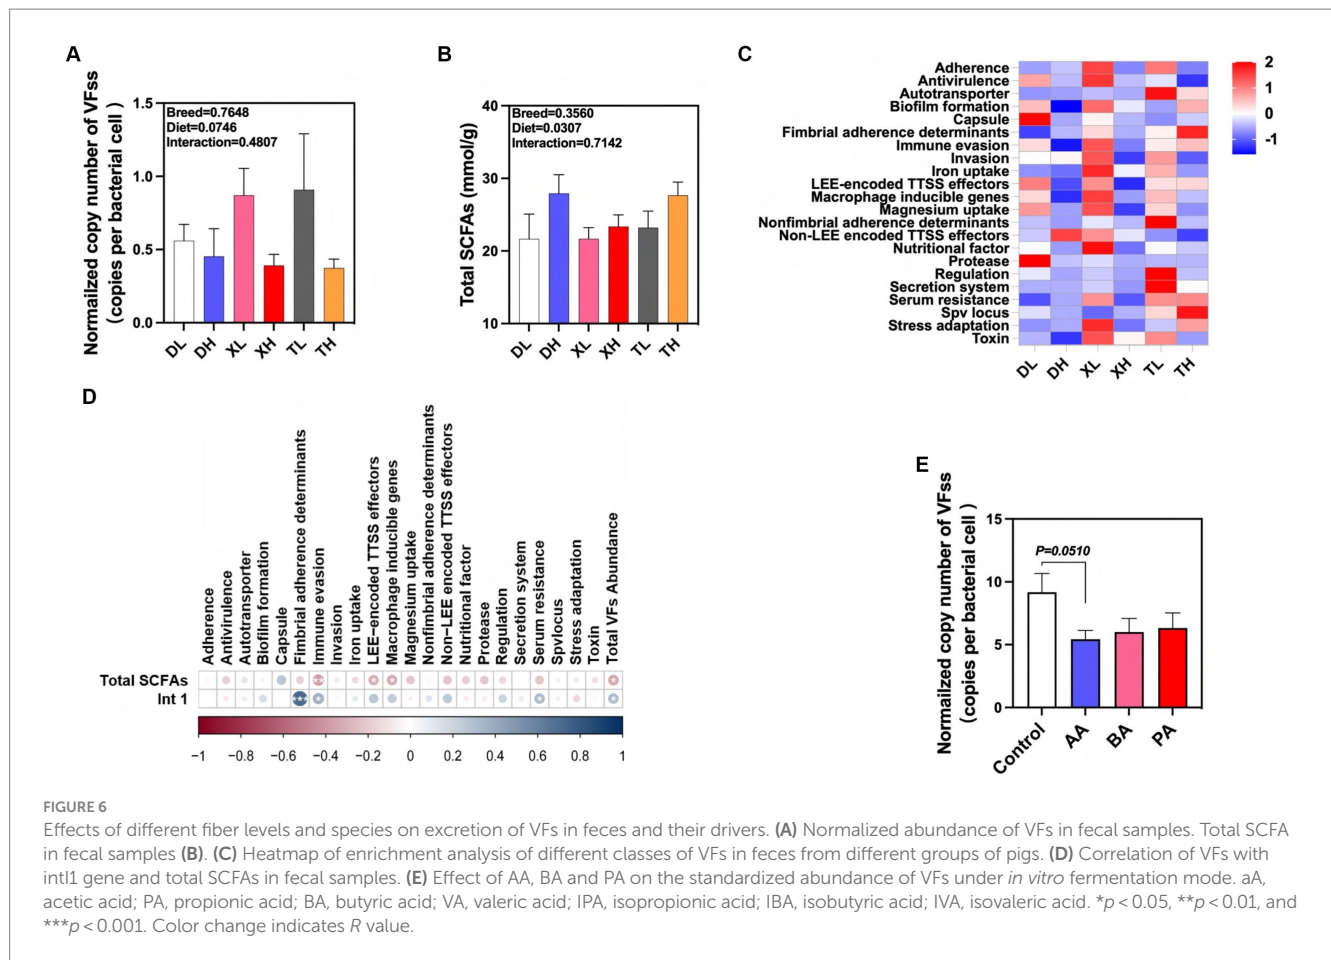 A
Normailzed copy number of VFss
(copies per bacterial cell )
1.5
1.0
0.5
0.0
Breed=0.7648
Diet=0.0746
Interaction=0.4807
DL
DH
XL
XH
TL
TH
B
Total SCFAs (mmol/g)
40
30
20
10
Breed=0.3560
Diet=0.0307
Interaction=0.7142
DL
DH
XL
XH
TL
TH
C
Adherence
Antivirulence
Autotransporter
Biofilm formation
Capsule
Fimbrial adherence determinants
Immune evasion
Invasion
Iron uptake
LEE-encoded TTSS effectors
Macrophage inducible genes
Magnesium uptake
Nonfimbrial adherence determinants
Non-LEE encoded TTSS effectors
Nutritional factor
Protease
Regulation
Secretion system
Serum resistance
Spv locus
Stress adaptation
Toxin
DL
DH
XL
XH
TL
TH
2
1
0
-1
D
Adherence
Antivirulence
Autotransporter
Biofilm formation
Capsule
Fimbrial adherence determinants
Immune evasion
Invasion
Iron uptake
LEE−encoded TTSS effectors
Macrophage inducible genes
Magnesium uptake
Nonfimbrial adherence determinants
Non−LEE encoded TTSS effectors
Nutritional factor
Protease
Regulation
Secretion system
Serum resistance
Spvlocus
Stress adaptation
Toxin
Total VFs Abundance
Total SCFAs
** * * *
Int 1
*** * * *
−1 −0.8 −0.6 −0.4 −0.2 0 0.2 0.4 0.6 0.8 1
E
Normailzed copy number of VFss
(copies per bacterial cell )
15
10
5
0
P=0.0510
Control
AA
BA
PA
FIGURE 6
Effects of different fiber levels and species on excretion of VFs in feces and their drivers. (A) Normalized abundance of VFs in fecal samples. Total SCFA
in fecal samples (B). (C) Heatmap of enrichment analysis of different classes of VFs in feces from different groups of pigs. (D) Correlation of VFs with
intI1 gene and total SCFAs in fecal samples. (E) Effect of AA, BA and PA on the standardized abundance of VFs under in vitro fermentation mode. aA,
acetic acid; PA, propionic acid; BA, butyric acid; VA, valeric acid; IPA, isopropionic acid; IBA, isobutyric acid; IVA, isovaleric acid. *p < 0.05, **p < 0.01, and
***p < 0.001. Color change indicates R value.